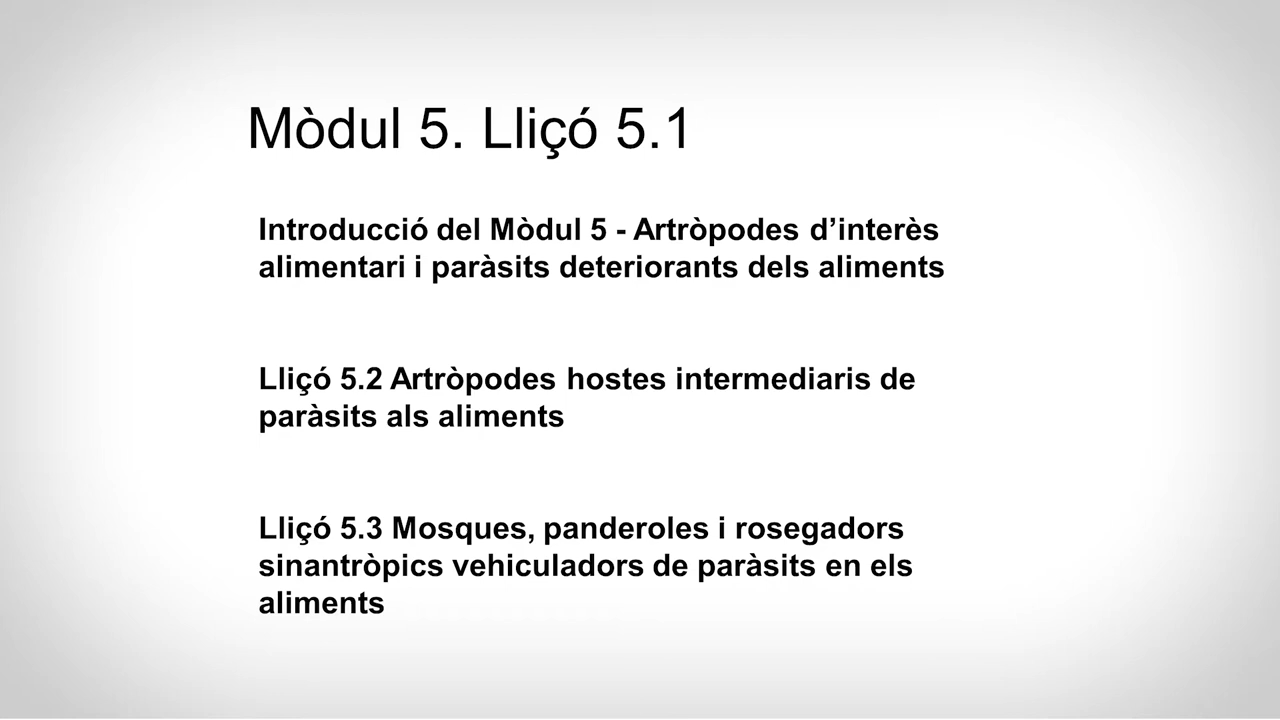 Mòdul 5. Lliçó 5.1
Introducció del Mòdul 5 - Artròpodes d’interès
alimentari i paràsits deteriorants dels aliments
Lliçó 5.2 Artròpodes hostes intermediaris de
paràsits als aliments
Lliçó 5.3 Mosques, panderoles i rosegadors
sinantròpics vehiculadors de paràsits en els
aliments